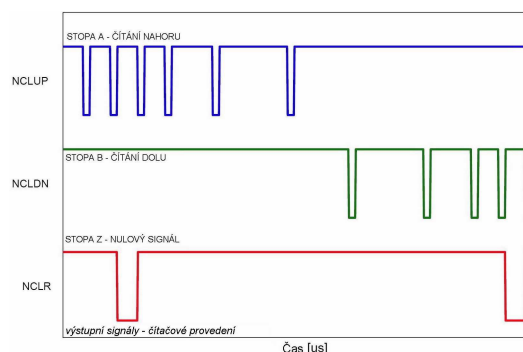 STOPA A - ČÍTÁNÍ NAHORU
NCLUP
STOPA B - ČÍTÁNÍ DOLU
NCLDN
STOPA Z - NULOVÝ SIGNÁL
NCLR
výstupní signály - čítačové provedení
Čas [us]